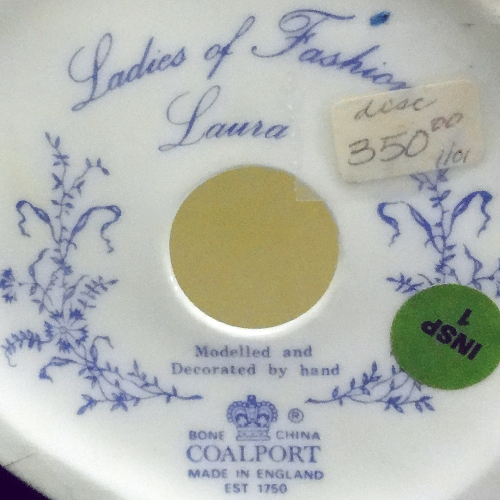 Ladies of Fashion
Laura
disc
350.00
1/01
INSP
1
Modelled and
Decorated by hand
®
BONE CHINA
COALPORT
MADE IN ENGLAND
EST 1750